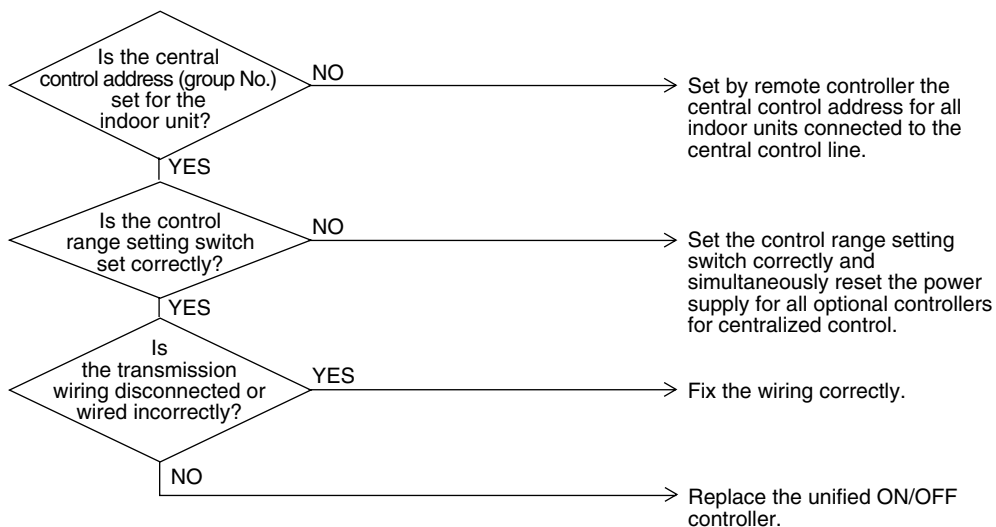 Is the central
control address (group No.)
set for the
indoor unit?
NO
Set by remote controller the
central control address for all
indoor units connected to the
central control line.
YES
Is the control
range setting switch
set correctly?
NO
Set the control range setting
switch correctly and
simultaneously reset the power
supply for all optional controllers
for centralized control.
YES
Is
the transmission
wiring disconnected or
wired incorrectly?
YES
Fix the wiring correctly.
NO
Replace the unified ON/OFF
controller.